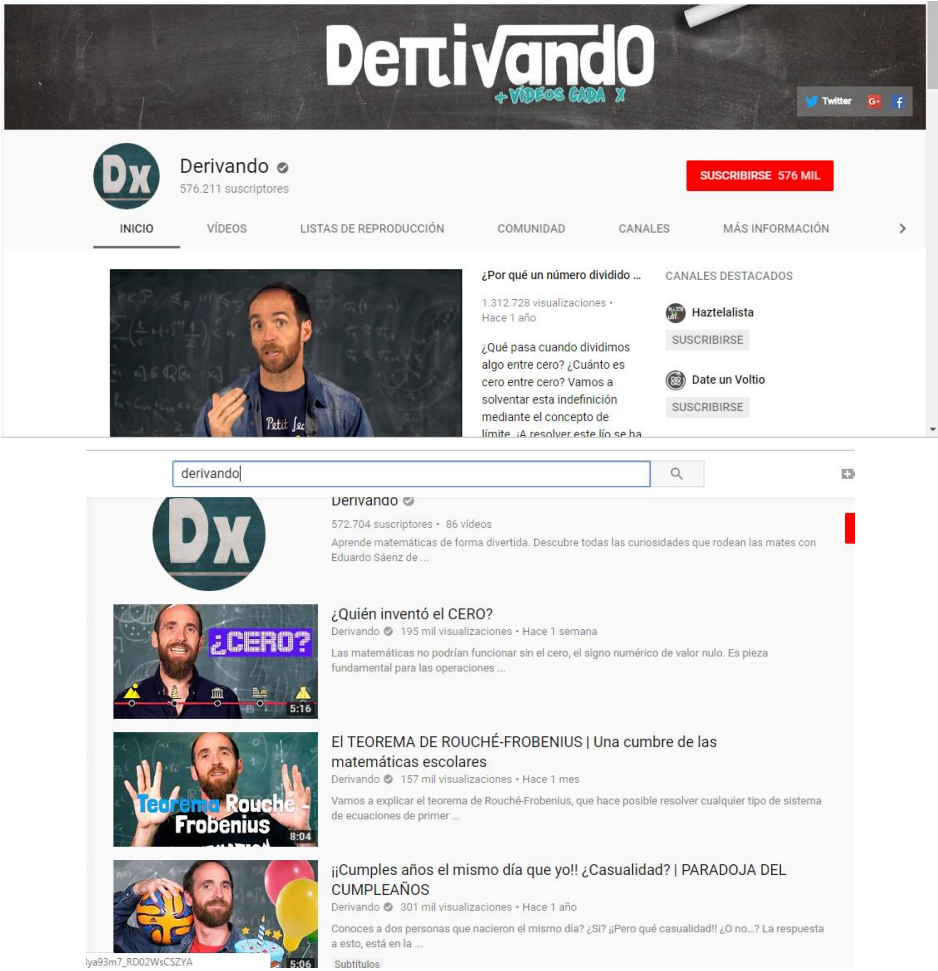 DeππiVandO
+ VÍDEOS CADA X
Twitter
G+
f
Dx
Derivando
576.211 suscriptores
SUSCRIBIRSE 576 MIL
INICIO
VÍDEOS
LISTAS DE REPRODUCCIÓN
COMUNIDAD
CANALES
MÁS INFORMACIÓN
¿Por qué un número dividido ...
1.312.728 visualizaciones •
Hace 1 año
¿Qué pasa cuando dividimos
algo entre cero? ¿Cuánto es
cero entre cero? Vamos a
solventar esta indefinición
mediante el concepto de
límite. ¡A resolver este lío se ha
Petit
CANALES DESTACADOS
Haztelalista
SUSCRIBIRSE
Date un Voltio
SUSCRIBIRSE
derivando
Dx
Derivando
572.704 suscriptores • 86 vídeos
Aprende matemáticas de forma divertida. Descubre todas las curiosidades que rodean las mates con
Eduardo Sáenz de ...
¿CERO?
5:16
¿Quién inventó el CERO?
Derivando 195 mil visualizaciones • Hace 1 semana
Las matemáticas no podrían funcionar sin el cero, el signo numérico de valor nulo. Es pieza
fundamental para las operaciones ...
Teorema Rouché -
Frobenius
8:04
El TEOREMA DE ROUCHÉ-FROBENIUS | Una cumbre de las
matemáticas escolares
Derivando 157 mil visualizaciones • Hace 1 mes
Vamos a explicar el teorema de Rouché-Frobenius, que hace posible resolver cualquier tipo de sistema
de ecuaciones de primer ...
5:06
¡¡Cumples años el mismo día que yo!! ¿Casualidad? | PARADOJA DEL
CUMPLEAÑOS
Derivando 301 mil visualizaciones • Hace 1 año
Conoces a dos personas que nacieron el mismo día? ¿Si? ¡¡Pero qué casualidad!! ¿O no...? La respuesta
a esto, está en la ...
Subtítulos
ya93m7_RD02WsCSZYA